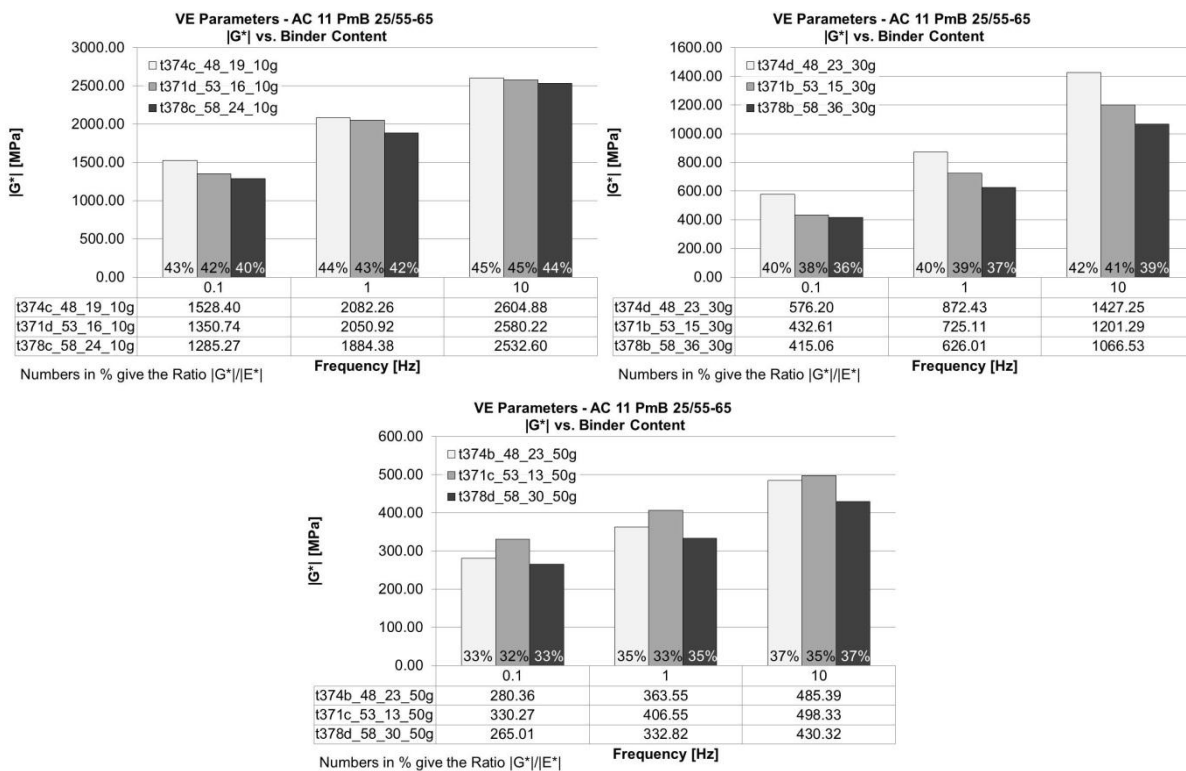 VE Parameters - AC 11 PmB 25/55-65
|G*| vs. Binder Content
3000.00
2500.00
2000.00
1500.00
1000.00
500.00
0.00
|G*| [MPa]
t374c_48_19_10g
t371d_53_16_10g
t378c_58_24_10g
43% 42% 40% 44% 43% 42% 45% 45% 44%
0.1 1 10
t374c_48_19_10g 1528.40 2082.26 2604.88
t371d_53_16_10g 1350.74 2050.92 2580.22
t378c_58_24_10g 1285.27 1884.38 2532.60
Frequency [Hz]
Numbers in % give the Ratio |G*|/|E*|
VE Parameters - AC 11 PmB 25/55-65
|G*| vs. Binder Content
1600.00
1400.00
1200.00
1000.00
800.00
600.00
400.00
200.00
0.00
|G*| [MPa]
t374d_48_23_30g
t371b_53_15_30g
t378b_58_36_30g
40% 38% 36% 40% 39% 37% 42% 41% 39%
0.1 1 10
t374d_48_23_30g 576.20 872.43 1427.25
t371b_53_15_30g 432.61 725.11 1201.29
t378b_58_36_30g 415.06 626.01 1066.53
Frequency [Hz]
Numbers in % give the Ratio |G*|/|E*|
VE Parameters - AC 11 PmB 25/55-65
|G*| vs. Binder Content
600.00
500.00
400.00
300.00
200.00
100.00
0.00
|G*| [MPa]
t374b_48_23_50g
t371c_53_13_50g
t378d_58_30_50g
33% 32% 33% 35% 33% 35% 37% 35% 37%
0.1 1 10
t374b_48_23_50g 280.36 363.55 485.39
t371c_53_13_50g 330.27 406.55 498.33
t378d_58_30_50g 265.01 332.82 430.32
Frequency [Hz]
Numbers in % give the Ratio |G*|/|E*|